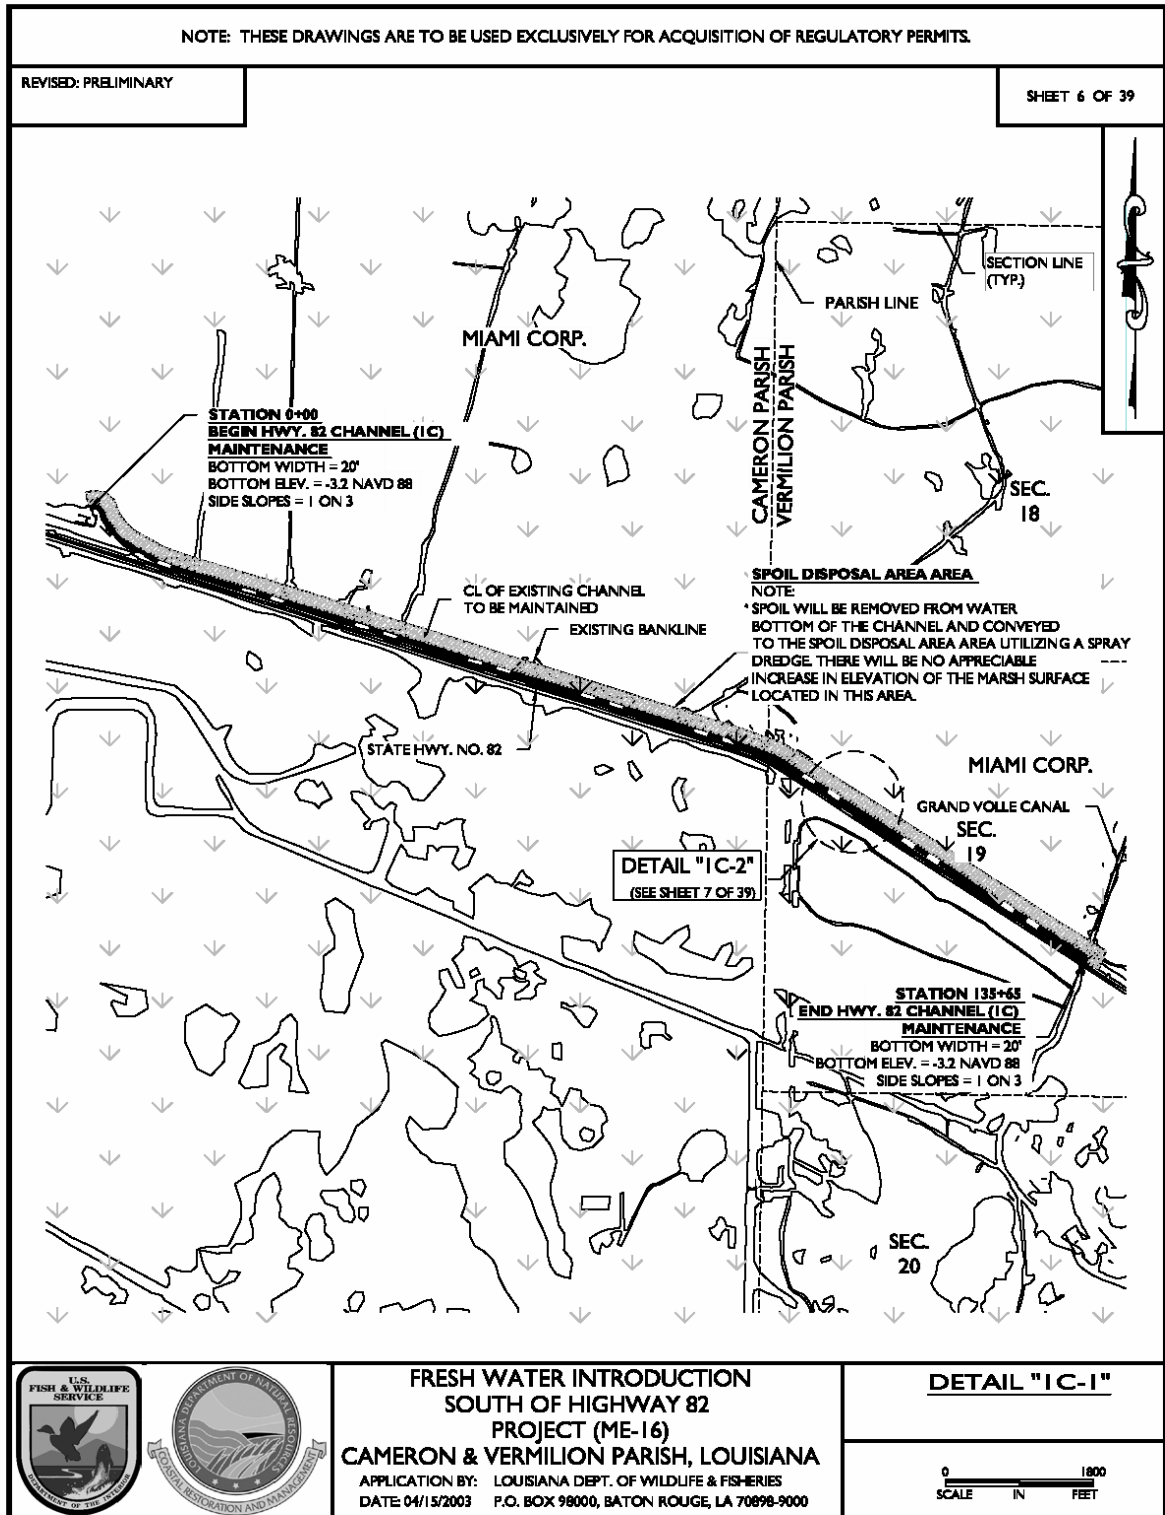 NOTE: THESE DRAWINGS ARE TO BE USED EXCLUSIVELY FOR ACQUISITION OF REGULATORY PERMITS.
REVISED: PRELIMINARY
SHEET 6 OF 39
SECTION LINE
(TYP.)
PARISH LINE
MIAMI CORP.
CAMERON PARISH
VERMILION PARISH
STATION 0+00
BEGIN HWY. 82 CHANNEL (1C)
MAINTENANCE
BOTTOM WIDTH = 20'
BOTTOM ELEV. = -3.2 NAVD 88
SIDE SLOPES = 1 ON 3
SEC.
18
SPOIL DISPOSAL AREA AREA
NOTE:
SPOIL WILL BE REMOVED FROM WATER
BOTTOM OF THE CHANNEL AND CONVEYED
TO THE SPOIL DISPOSAL AREA AREA UTILIZING A SPRAY
DREDGE. THERE WILL BE NO APPRECIABLE
INCREASE IN ELEVATION OF THE MARSH SURFACE
LOCATED IN THIS AREA.
CL OF EXISTING CHANNEL
TO BE MAINTAINED
EXISTING BANKLINE
STATE HWY. NO. 82
MIAMI CORP.
GRAND VOLLE CANAL
SEC.
19
DETAIL "1C-2"
(SEE SHEET 7 OF 39)
STATION 135+65
END HWY. 82 CHANNEL (1C)
MAINTENANCE
BOTTOM WIDTH = 20'
BOTTOM ELEV. = -3.2 NAVD 88
SIDE SLOPES = 1 ON 3
SEC.
20
U.S.
FISH & WILDLIFE
SERVICE
DEPARTMENT OF THE INTERIOR
LOUISIANA DEPARTMENT OF NATURAL RESOURCES
COASTAL RESTORATION AND MANAGEMENT
FRESH WATER INTRODUCTION
SOUTH OF HIGHWAY 82
PROJECT (ME-16)
CAMERON & VERMILION PARISH, LOUISIANA
APPLICATION BY: LOUISIANA DEPT. OF WILDLIFE & FISHERIES
DATE: 04/15/2003 P.O. BOX 98000, BATON ROUGE, LA 70898-9000
DETAIL "1C-1"
0 1800
SCALE IN FEET